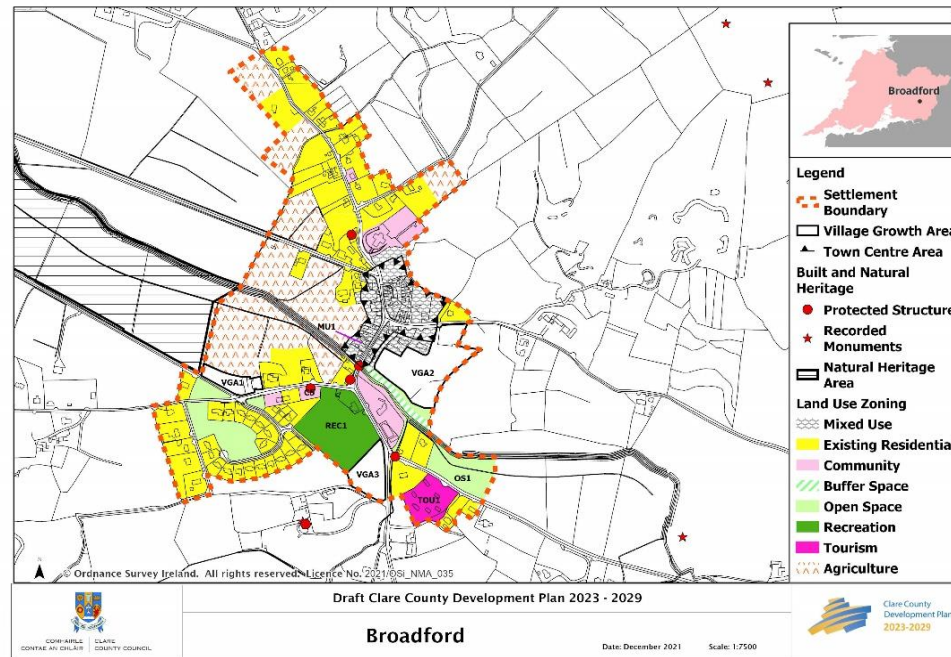 MU1
VGA1
VGA2
CB
REC1
VGA3
OS1
TOU1
© Ordnance Survey Ireland. All rights reserved. Licence No. 2021/OSi_NMA_035
Broadford
Legend
Settlement
Boundary
Village Growth Area
Town Centre Area
Built and Natural
Heritage
Protected Structure
Recorded
Monuments
Natural Heritage
Area
Land Use Zoning
Mixed Use
Existing Residential
Community
Buffer Space
Open Space
Recreation
Tourism
Agriculture
COMHAIRLE CONTAE AN CHLÁIR
CLARE COUNTY COUNCIL
Draft Clare County Development Plan 2023 - 2029
Broadford
Date: December 2021
Scale: 1:7500
Clare County
Development Plan
2023-2029